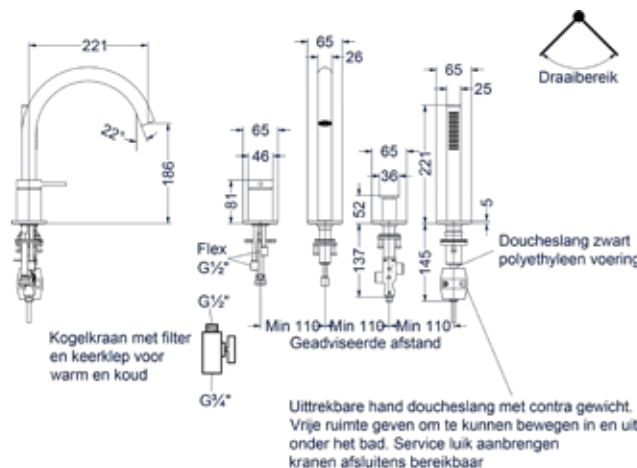 221
65
26
65
25
Draaibereik
22°
186
65
46
81
65
36
52
137
221
5
145
Flex
G½"
Doucheslang zwart
polyethyleen voering
G½"
Min 110
Min 110
Min 110
Geadviseerde afstand
Kogelkraan met filter
en keerklep voor
warm en koud
G¾"
Uittrekbare hand doucheslang met contra gewicht.
Vrije ruimte geven om te kunnen bewegen in en uit
onder het bad. Service luik aanbrengen
kranen afsluitens bereikbaar